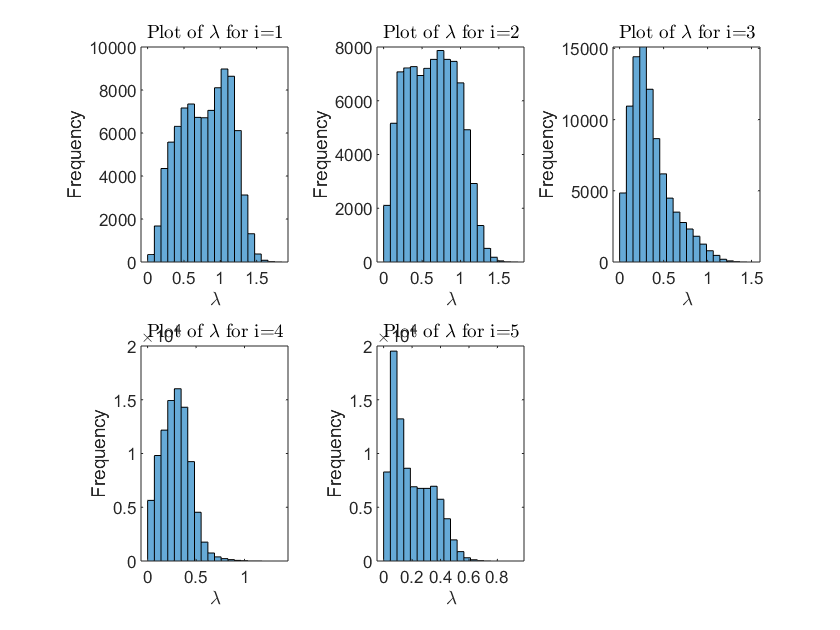 Plot of λ for i=1
10000
8000
6000
4000
2000
0
Frequency
0 0.5 1 1.5
λ
Plot of λ for i=2
8000
6000
4000
2000
0
Frequency
0 0.5 1 1.5
λ
Plot of λ for i=3
15000
10000
5000
0
Frequency
0 0.5 1 1.5
λ
Plot of λ for i=4
×10⁴
2
1.5
1
0.5
0
Frequency
0 0.5 1
λ
Plot of λ for i=5
×10⁴
2
1.5
1
0.5
0
Frequency
0 0.2 0.4 0.6 0.8
λ